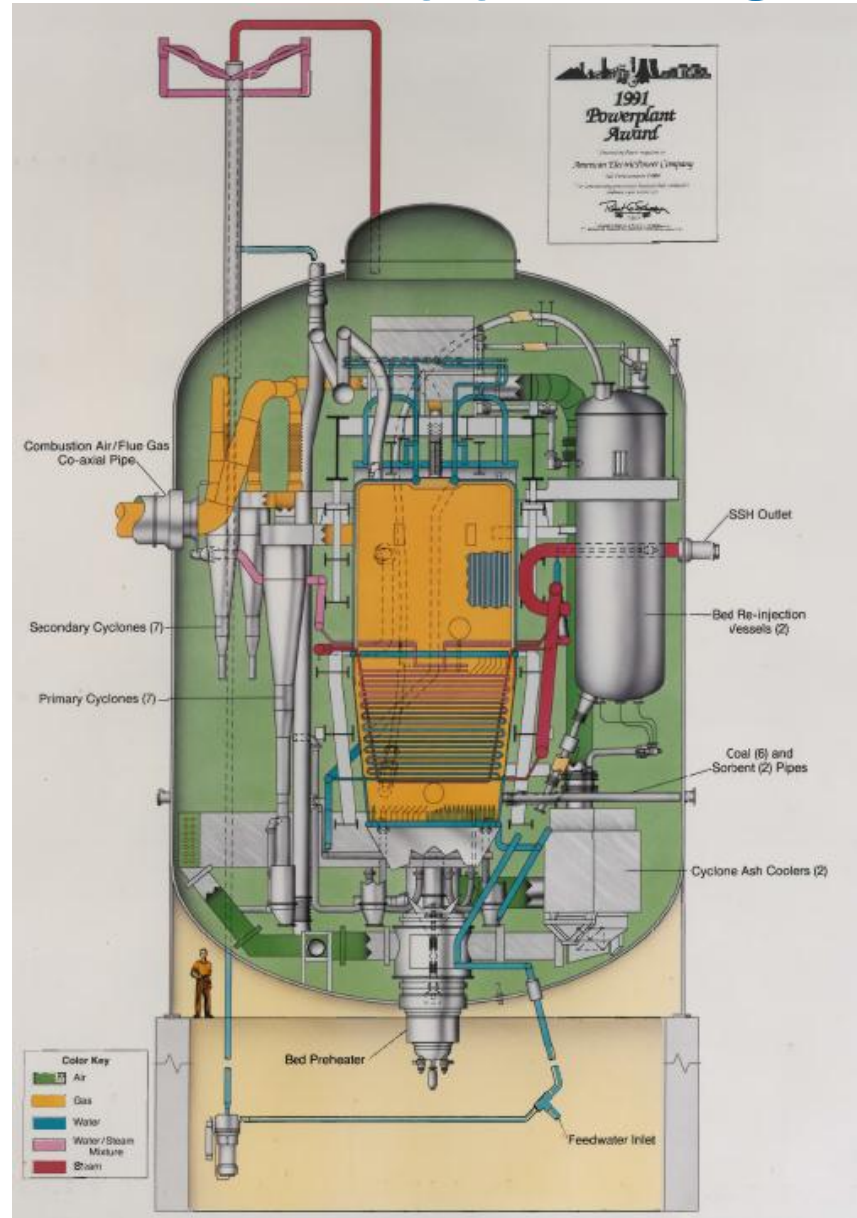 1991
Powerplant
Award
American Electric Power Company
Combustion Air/Flue Gas
Co-axial Pipe
SSH Outlet
Secondary Cyclones (7)
Bed Re-injection
Vessels (2)
Primary Cyclones (7)
Coal (6) and
Sorbent (2) Pipes
Cyclone Ash Coolers (2)
Bed Preheater
Feedwater Inlet
Color Key
Air
Gas
Water
Water/Steam
Mixture
Steam